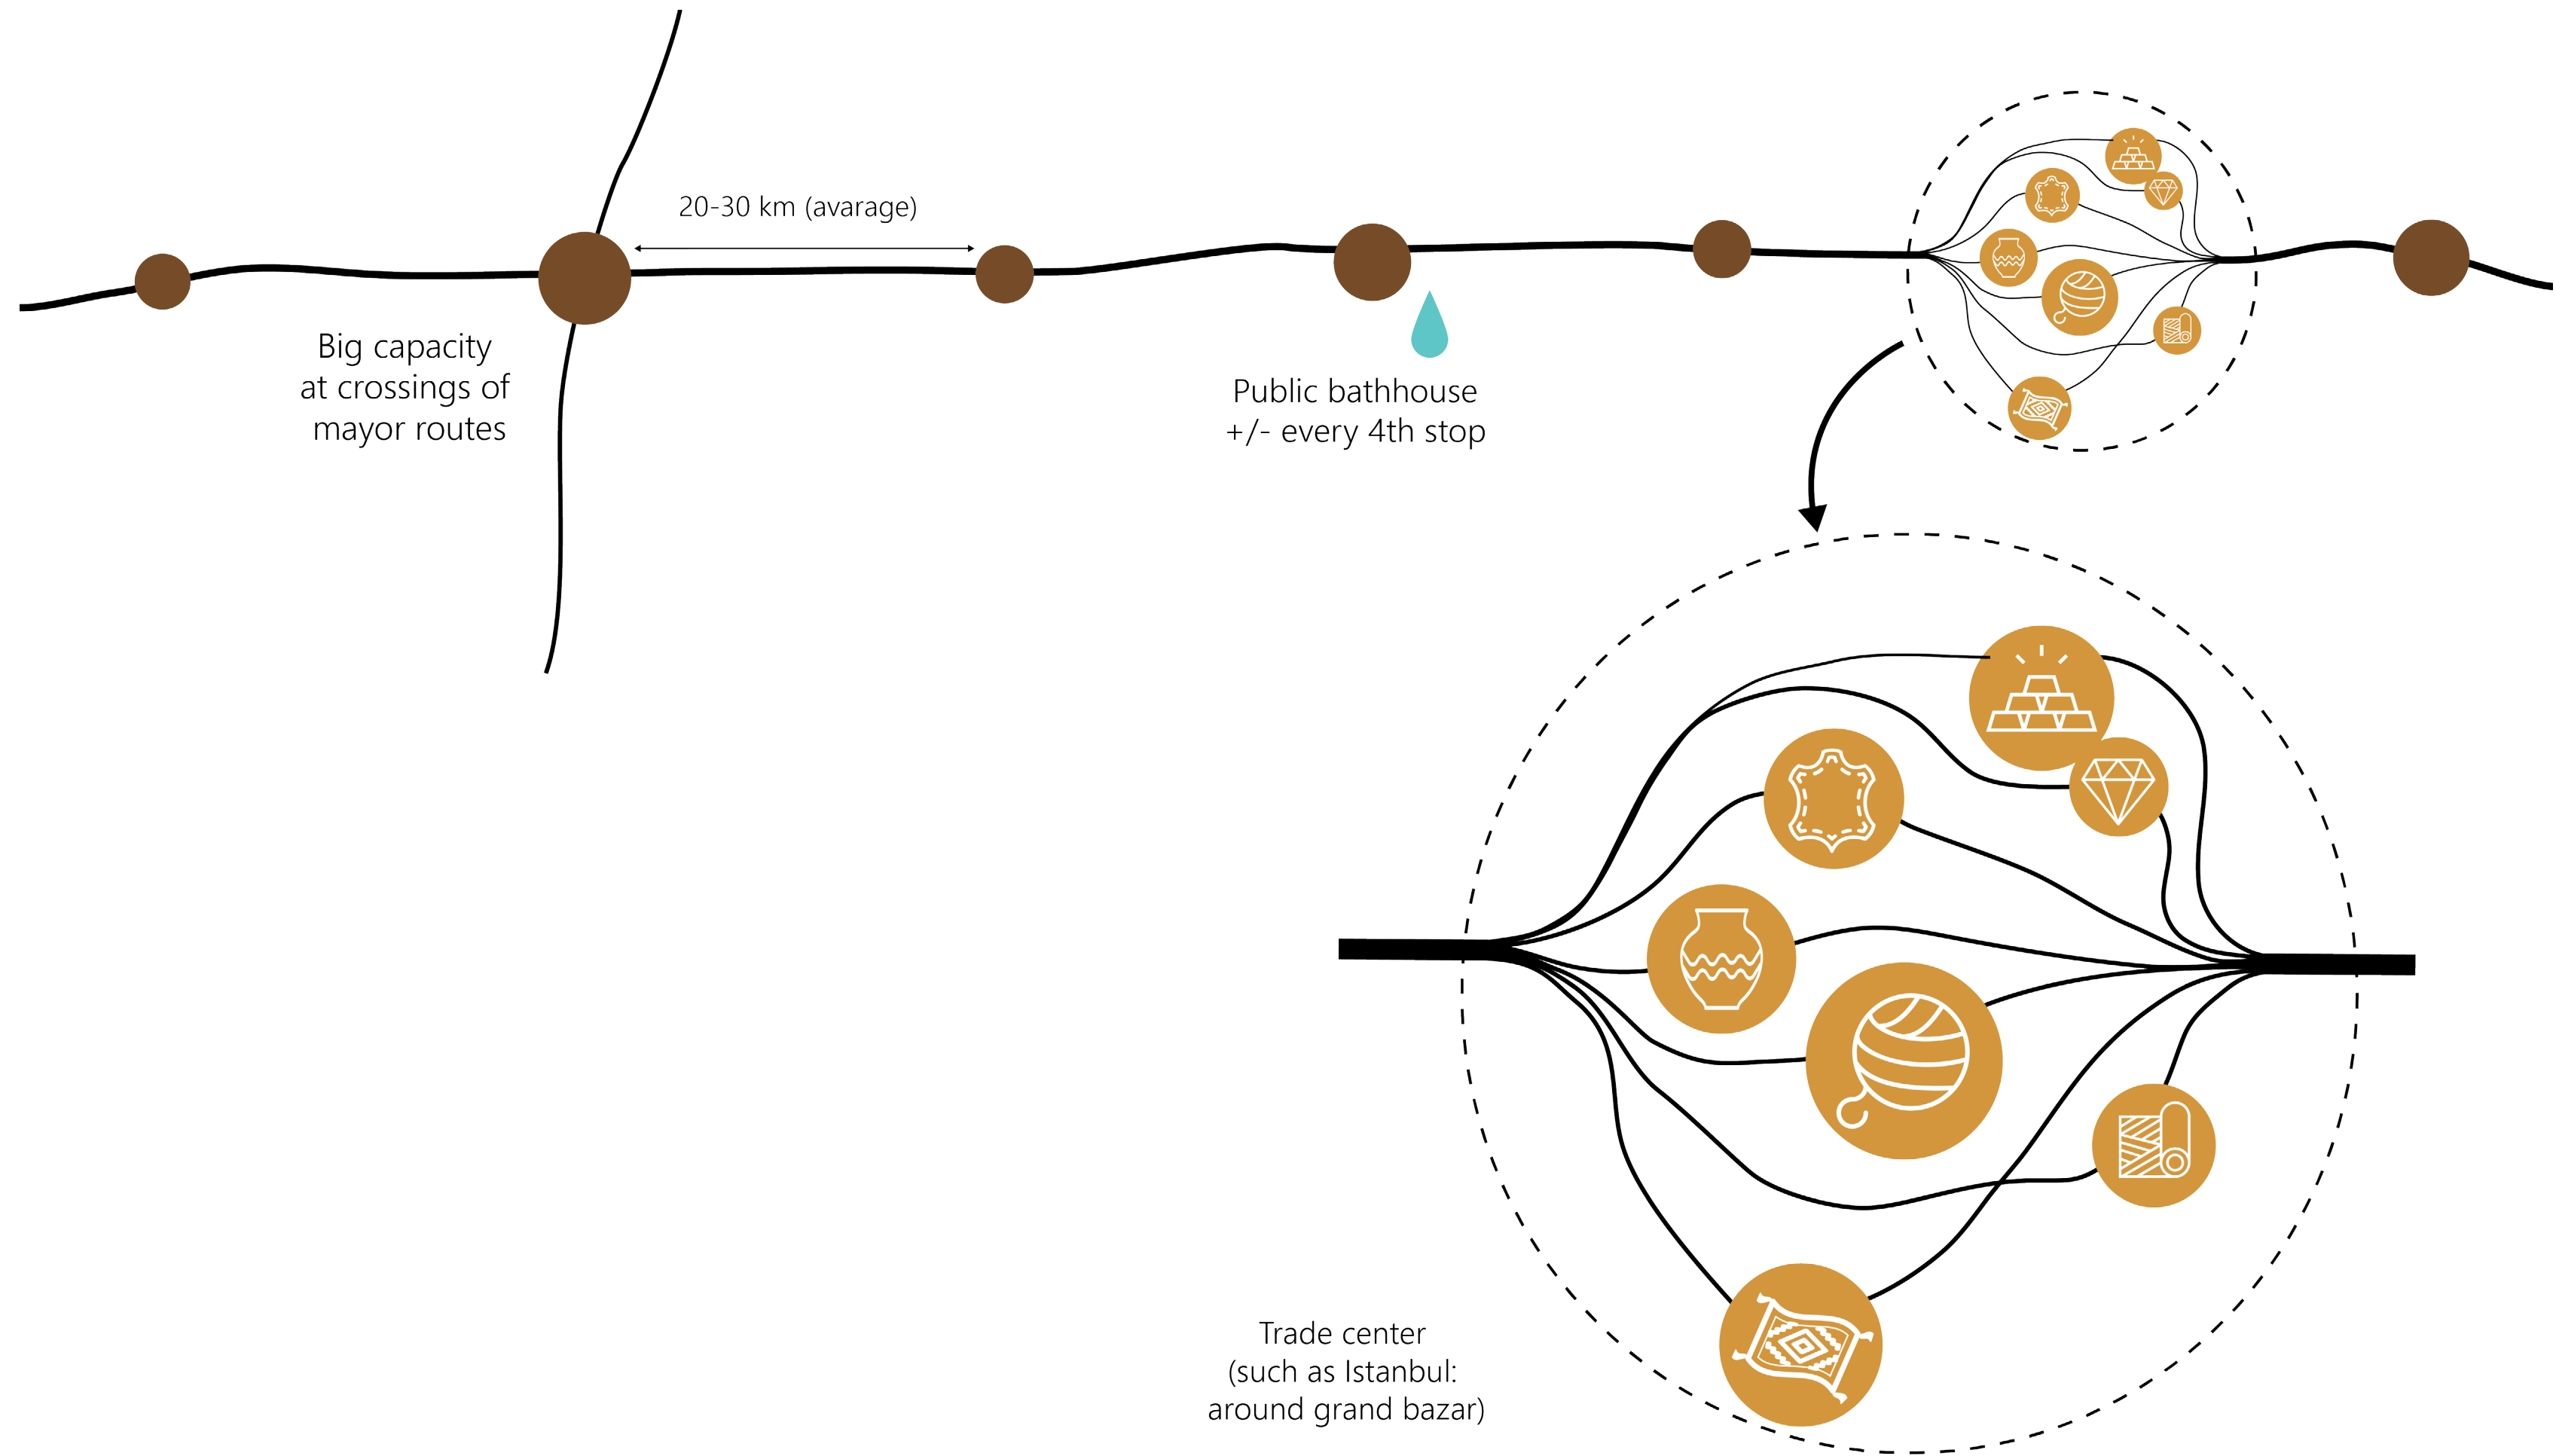 20-30 km (avarage)
Big capacity
at crossings of
mayor routes
Public bathhouse
+/- every 4th stop
Trade center
(such as Istanbul:
around grand bazar)